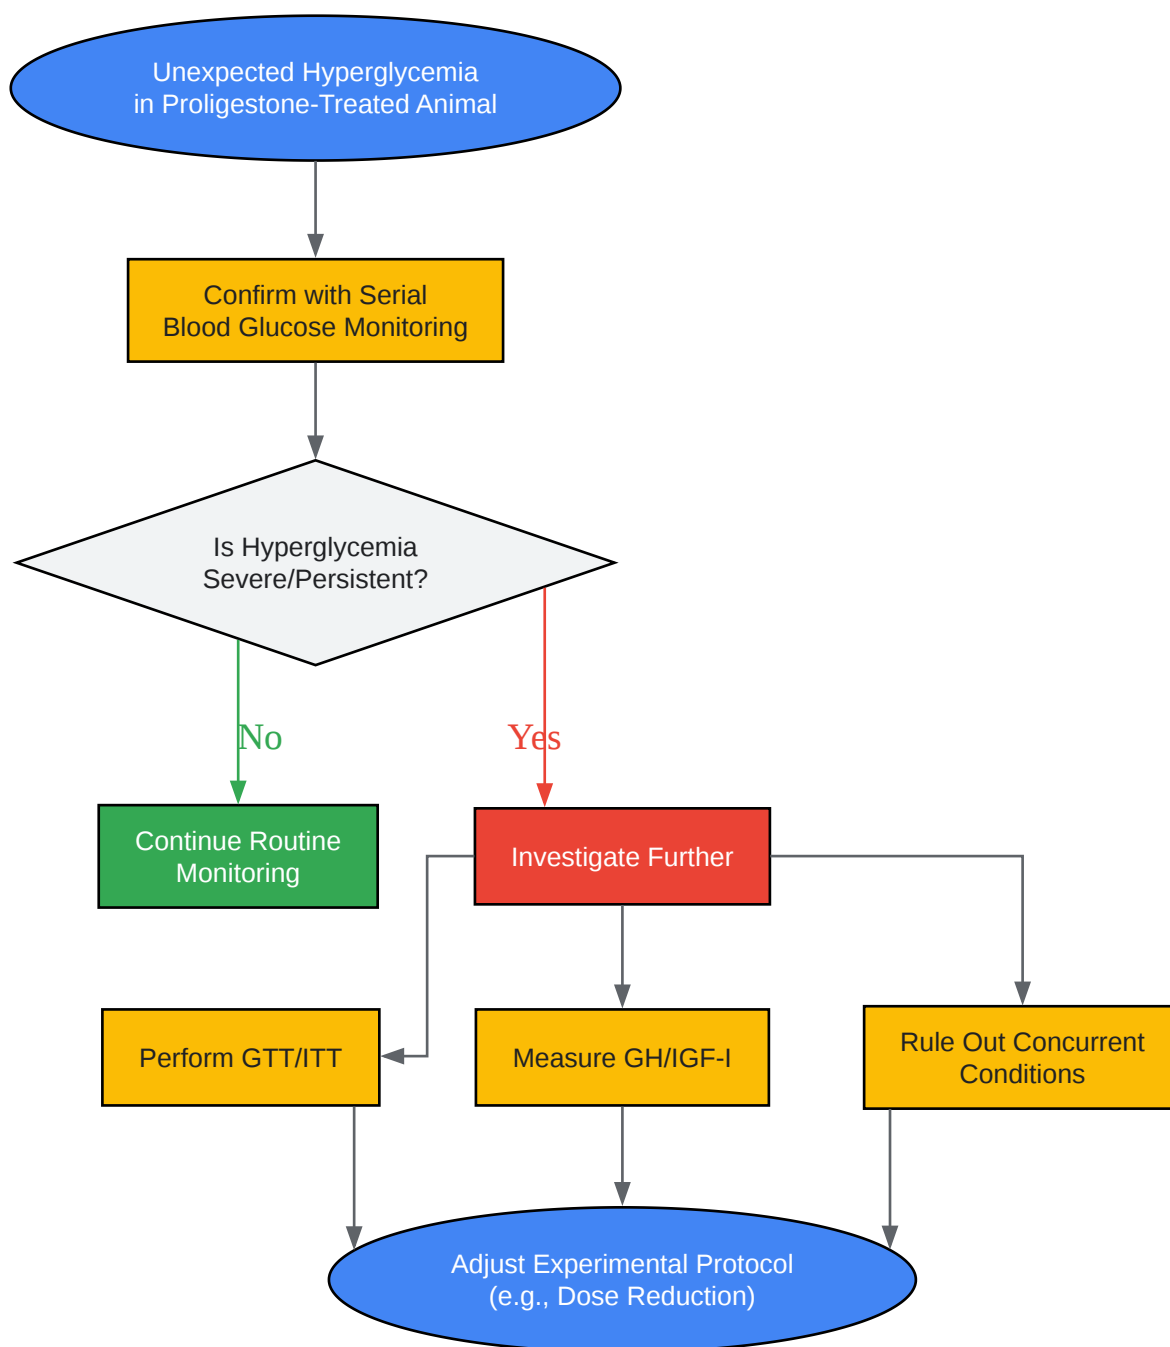 Unexpected Hyperglycemia
in Proligestone-Treated Animal
Confirm with Serial
Blood Glucose Monitoring
Is Hyperglycemia
Severe/Persistent?
No
Yes
Continue Routine
Monitoring
Investigate Further
Perform GTT/ITT
Measure GH/IGF-I
Rule Out Concurrent
Conditions
Adjust Experimental Protocol
(e.g., Dose Reduction)